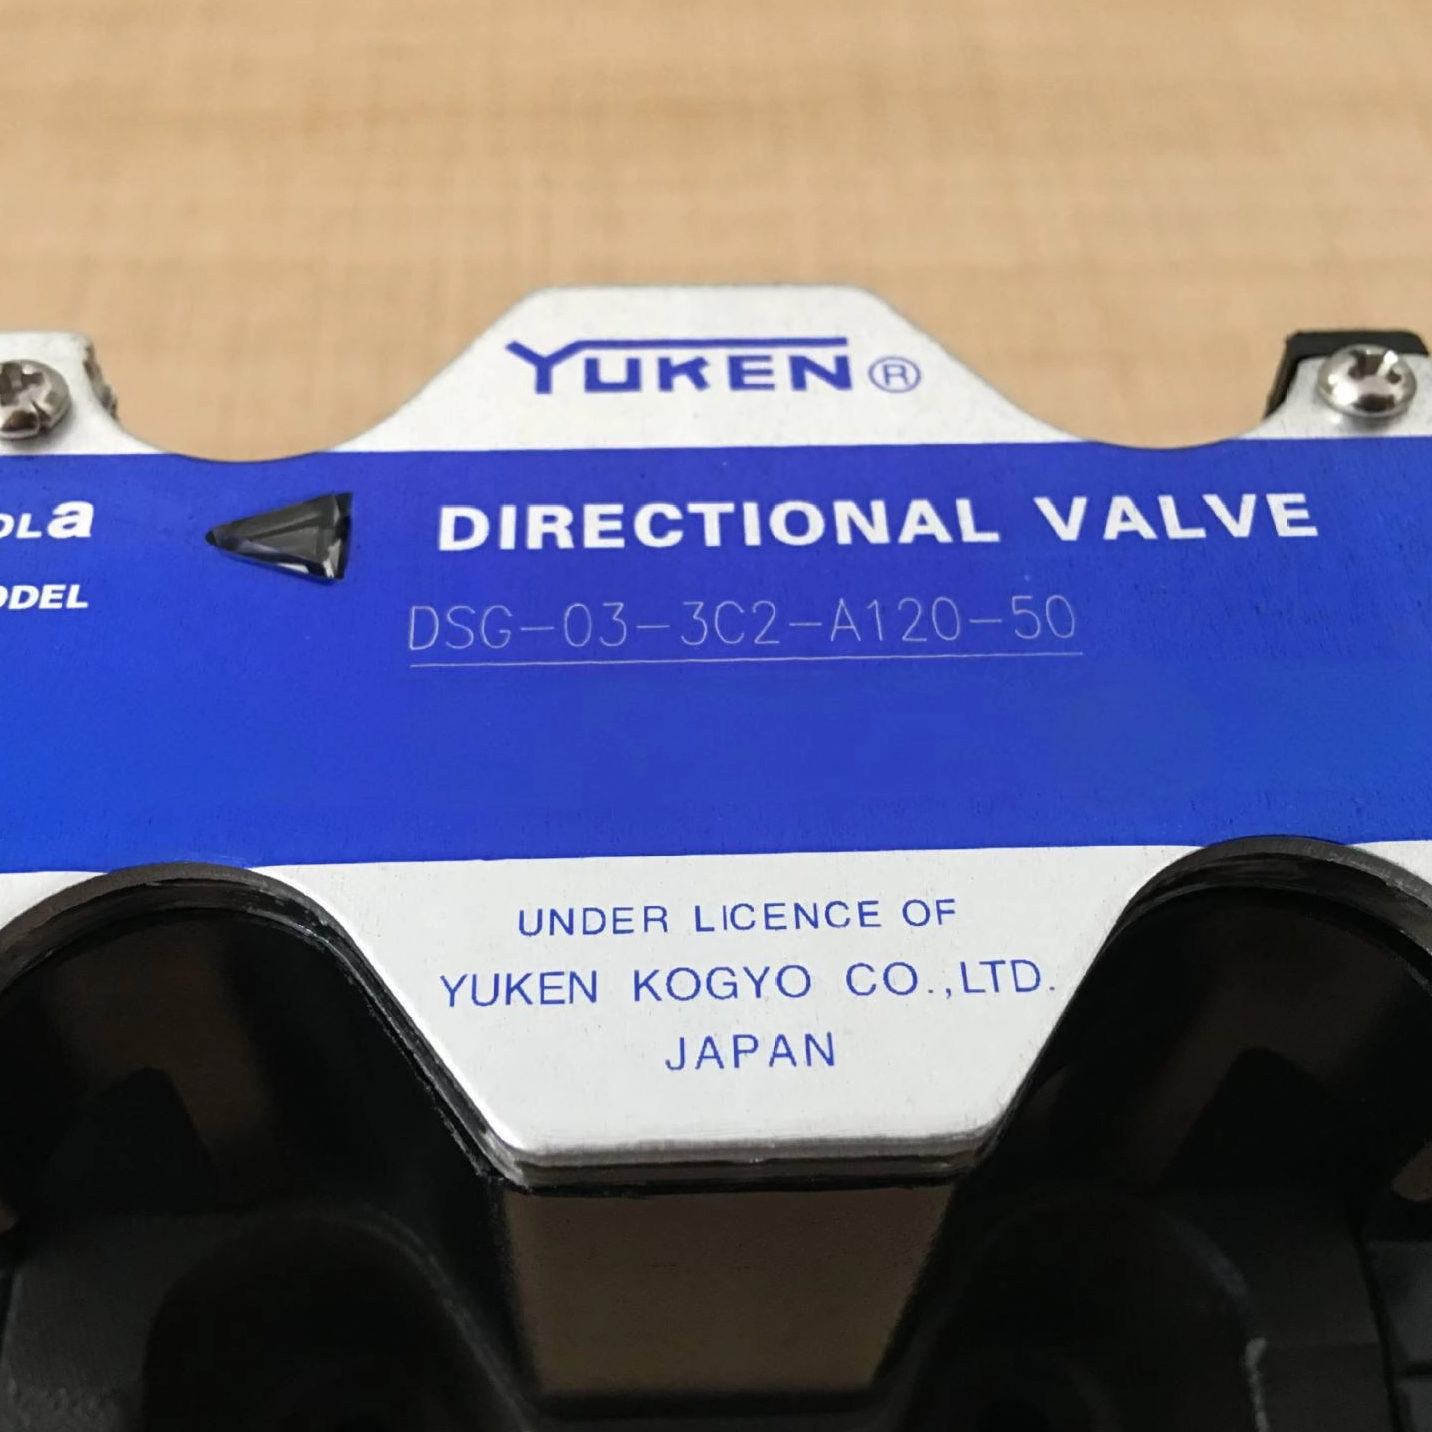 YUKEN®
DIRECTIONAL VALVE
DSG-03-3C2-A120-50
UNDER LICENCE OF
YUKEN KOGYO CO.,LTD.
JAPAN